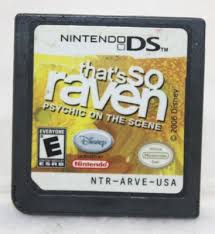 NINTENDO DS
that's so
raven
PSYCHIC ON THE SCENE
© 2006 Disney
EVERYONE
E
ESRB
Disney
Nintendo
NTR-ARVE-USA